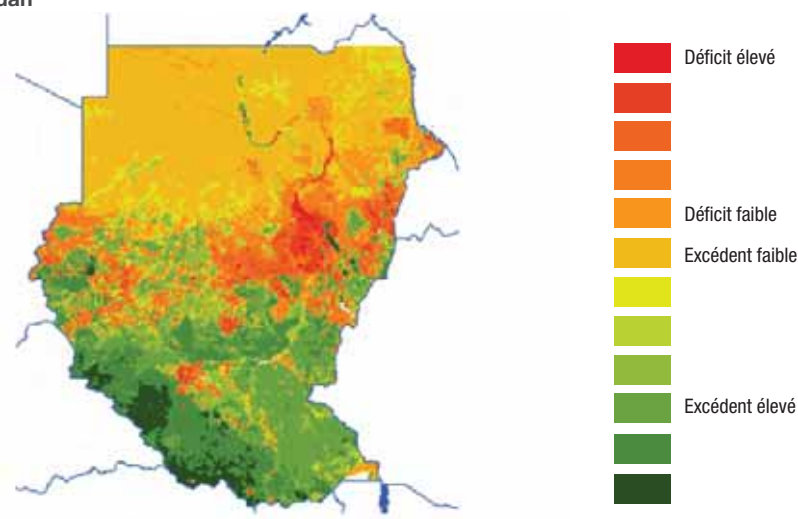 Déficit élevé
Déficit faible
Excédent faible
Excédent élevé